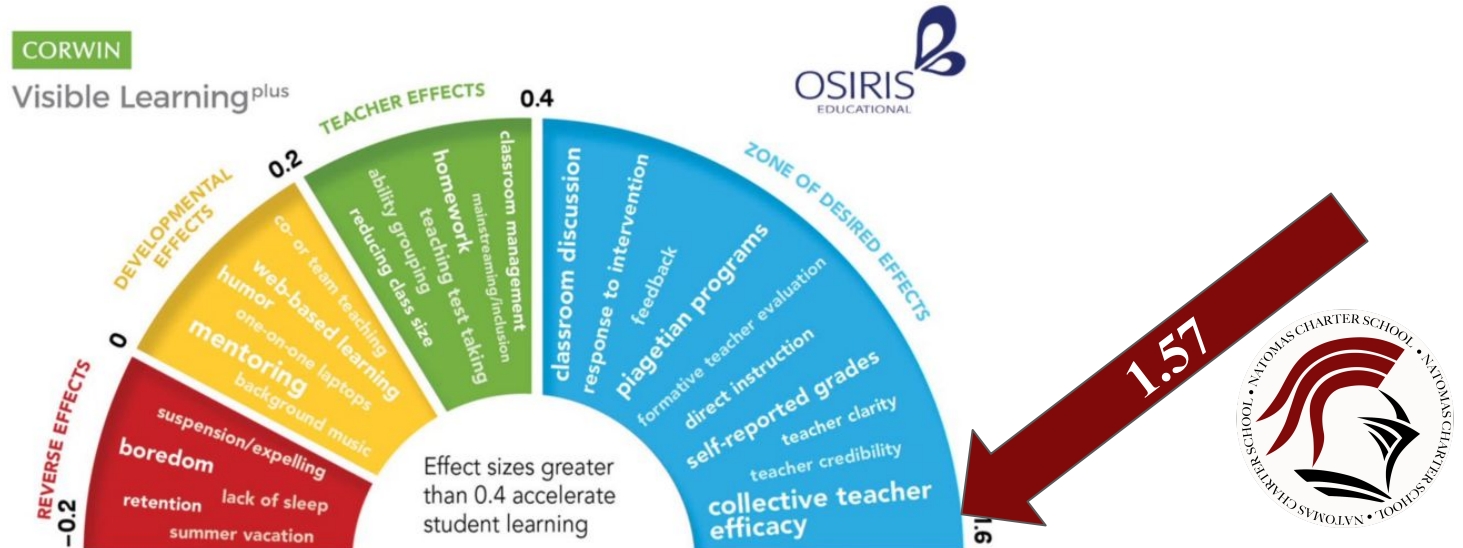 CORWIN
Visible Learning plus
OSIRIS
EDUCATIONAL
REVERSE EFFECTS
DEVELOPMENTAL
EFFECTS
TEACHER EFFECTS
ZONE OF DESIRED EFFECTS
-0.2
0
0.2
0.4
1.6
suspension/expelling
boredom
retention
lack of sleep
summer vacation
co- or team teaching
web-based learning
humor
one-on-one laptops
mentoring
background music
reducing class size
ability grouping
teaching test taking
homework
mainstreaming/inclusion
classroom management
classroom discussion
response to intervention
feedback
piagetian programs
formative teacher evaluation
direct instruction
self-reported grades
teacher clarity
teacher credibility
collective teacher
efficacy
Effect sizes greater
than 0.4 accelerate
student learning
1.57
NATOMAS CHARTER SCHOOL • NATOMAS CHARTER SCHOOL • NATOMAS CHARTER SCHOOL •